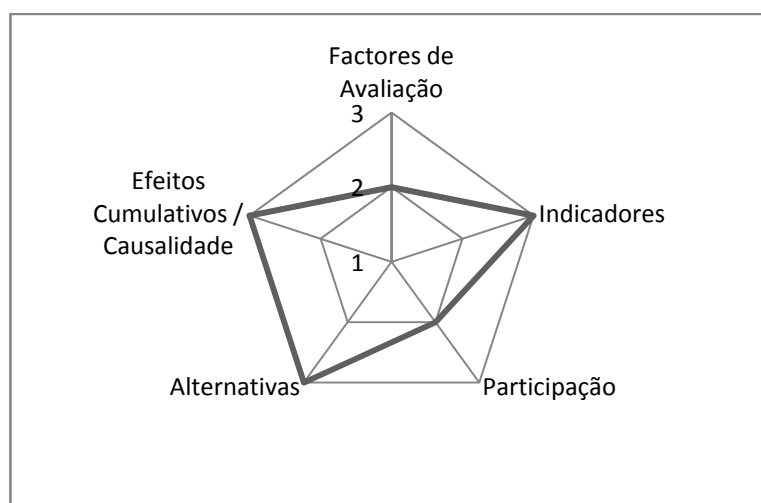 Factores de
Avaliação
3
Efeitos
Cumulativos /
Causalidade
2
Indicadores
1
Alternativas
Participação